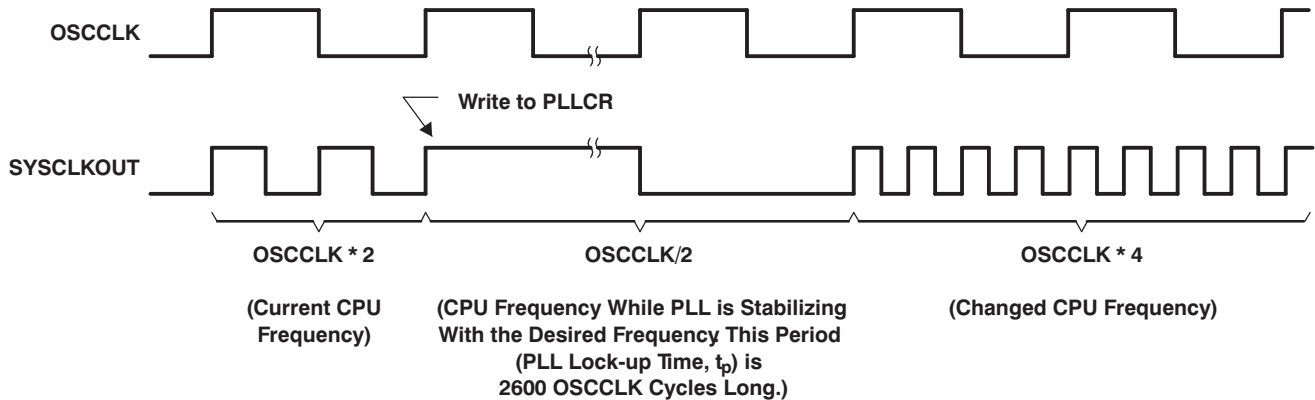 OSCCLK
Write to PLLCR
SYSCLKOUT
OSCCLK * 2
(Current CPU
Frequency)
OSCCLK/2
(CPU Frequency While PLL is Stabilizing
With the Desired Frequency. This Period
(PLL Lock-up Time, tp) is
2600 OSCCLK Cycles Long.)
OSCCLK * 4
(Changed CPU Frequency)